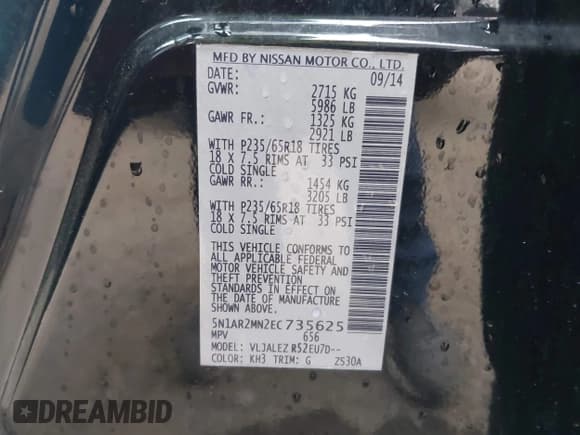 MFD BY NISSAN MOTOR CO., LTD.
DATE: 09/14
GVWR: 2715 KG
5986 LB
GAWR FR.: 1325 KG
2921 LB
WITH P235/65R18 TIRES
18 X 7.5 RIMS AT 33 PSI
COLD SINGLE
GAWR RR.: 1454 KG
3205 LB
WITH P235/65R18 TIRES
18 X 7.5 RIMS AT 33 PSI
COLD SINGLE
THIS VEHICLE CONFORMS TO
ALL APPLICABLE FEDERAL
MOTOR VEHICLE SAFETY AND
THEFT PREVENTION
STANDARDS IN EFFECT ON
THE DATE OF MANUFACTURE
SHOWN ABOVE.
5N1AR2MN2EC735625
MPV 656
MODEL: VLJALEZ R52EU7D--
COLOR: KH3 TRIM: G 2S30A
DREAMBID